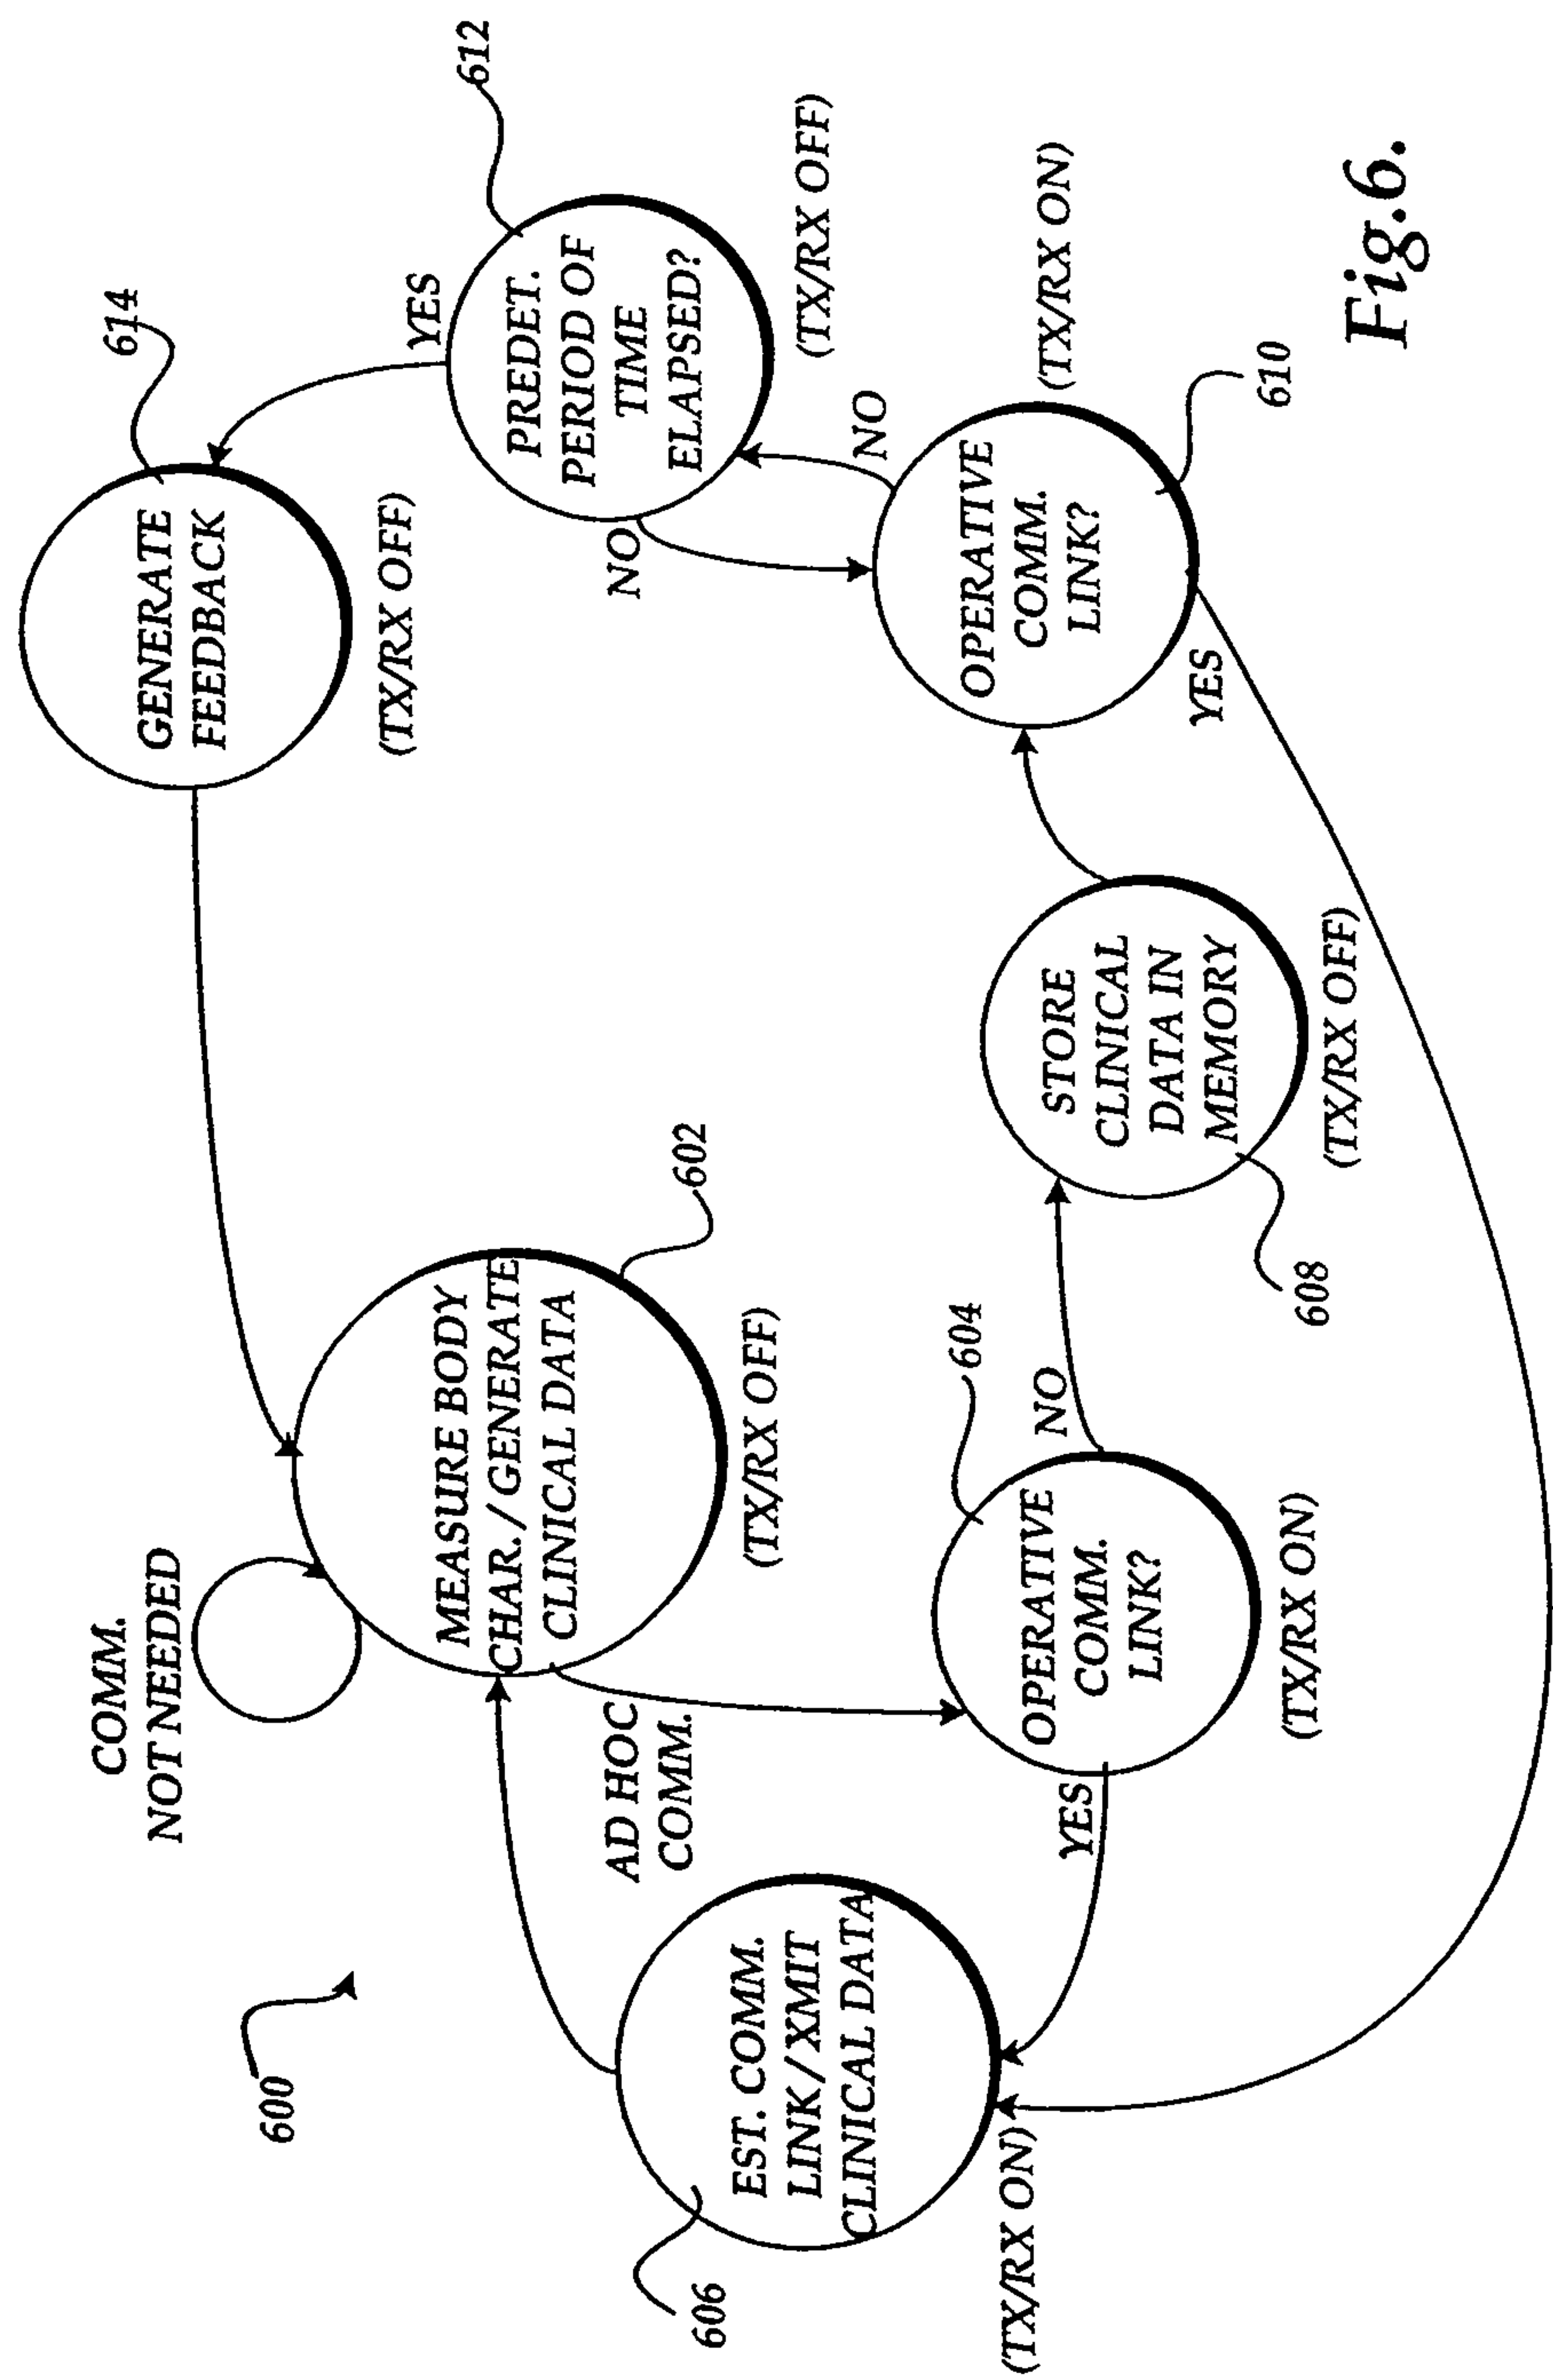 600
COMM.
NOT NEEDED
MEASURE BODY
CHAR./GENERATE
CLINICAL DATA
602
(TX/RX OFF)
GENERATE
FEEDBACK
614
(TX/RX OFF)
YES
PREDET.
PERIOD OF
TIME
ELAPSED?
612
(TX/RX OFF)
NO
NO
AD HOC
COMM.
606
EST. COMM.
LINK/XMIT
CLINICAL DATA
(TX/RX ON)
YES
OPERATIVE
COMM.
LINK?
604
(TX/RX ON)
NO
STORE
CLINICAL
DATA IN
MEMORY
608
(TX/RX OFF)
OPERATIVE
COMM.
LINK?
(TX/RX ON)
610
YES
Fig.6.